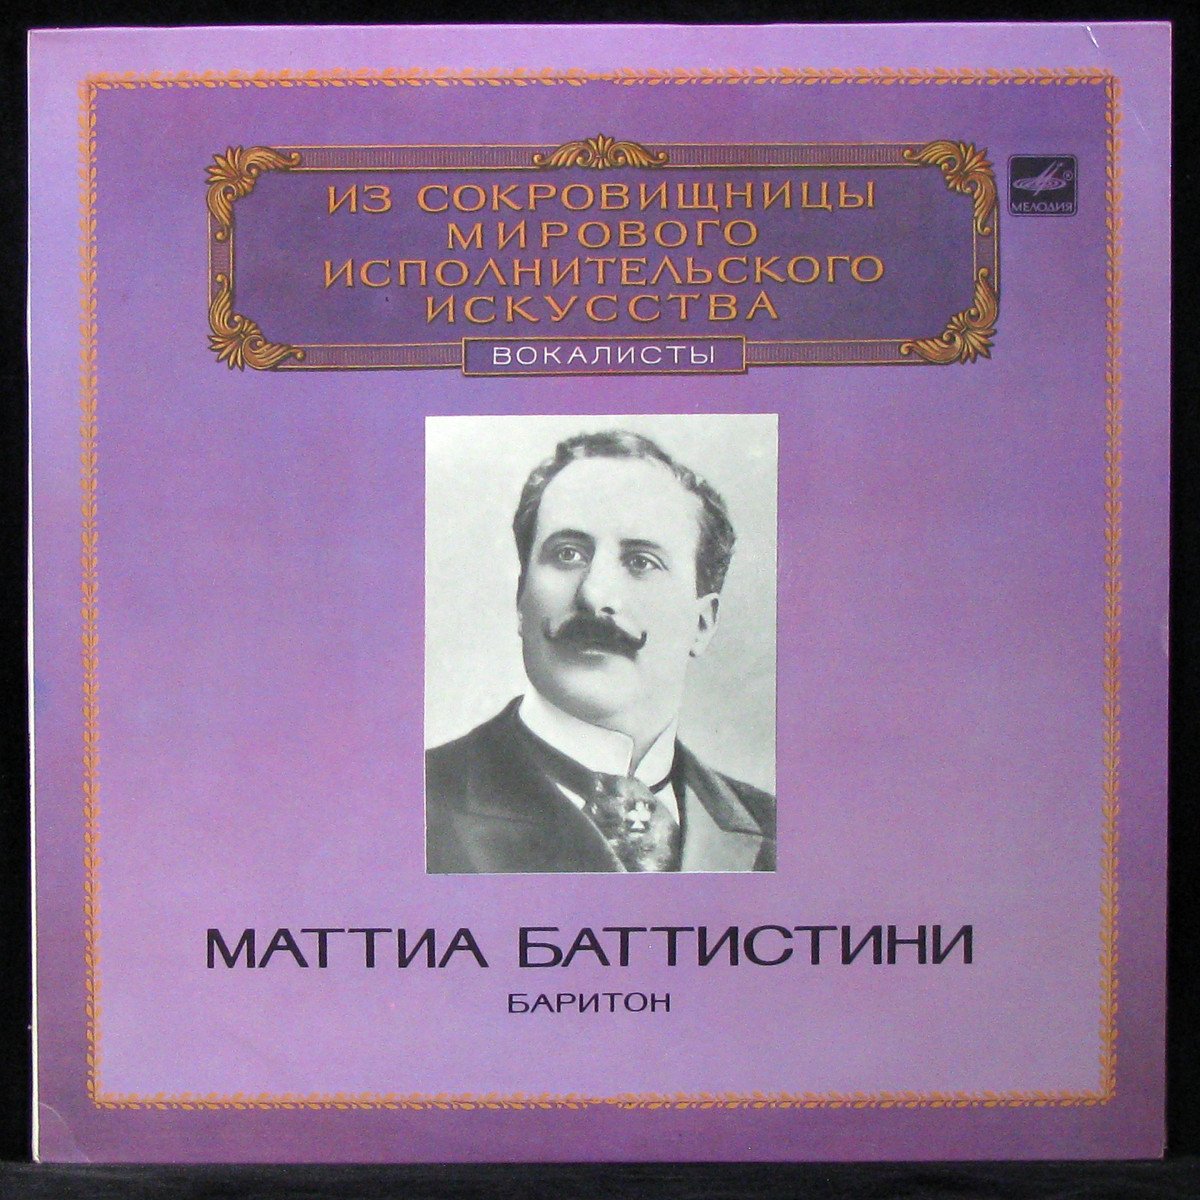 ИЗ СОКРОВИЩНИЦЫ
МИРОВОГО
ИСПОЛНИТЕЛЬСКОГО
ИСКУССТВА
ВОКАЛИСТЫ
®
МЕЛОДИЯ
МАТТИА БАТТИСТИНИ
БАРИТОН